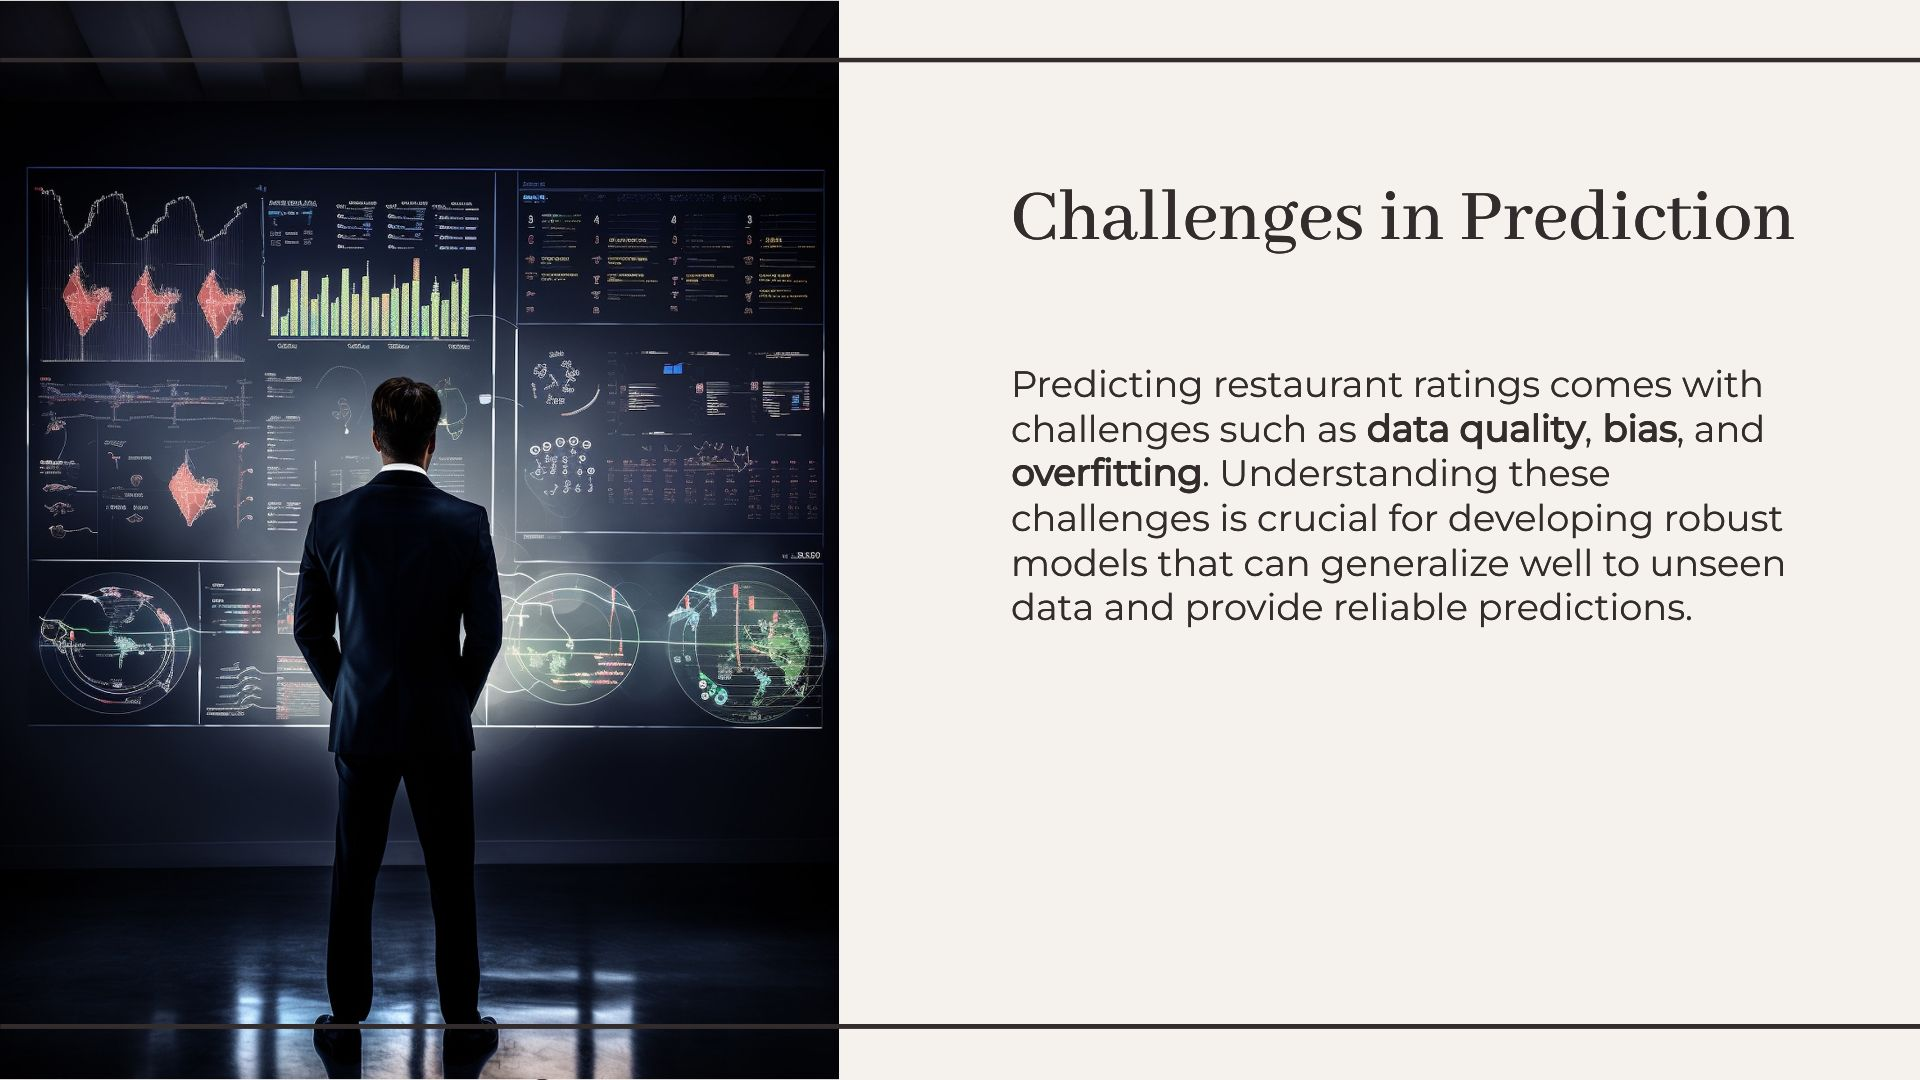 Challenges in Prediction
Predicting restaurant ratings comes with
challenges such as data quality, bias, and
overfitting. Understanding these
challenges is crucial for developing robust
models that can generalize well to unseen
data and provide reliable predictions.